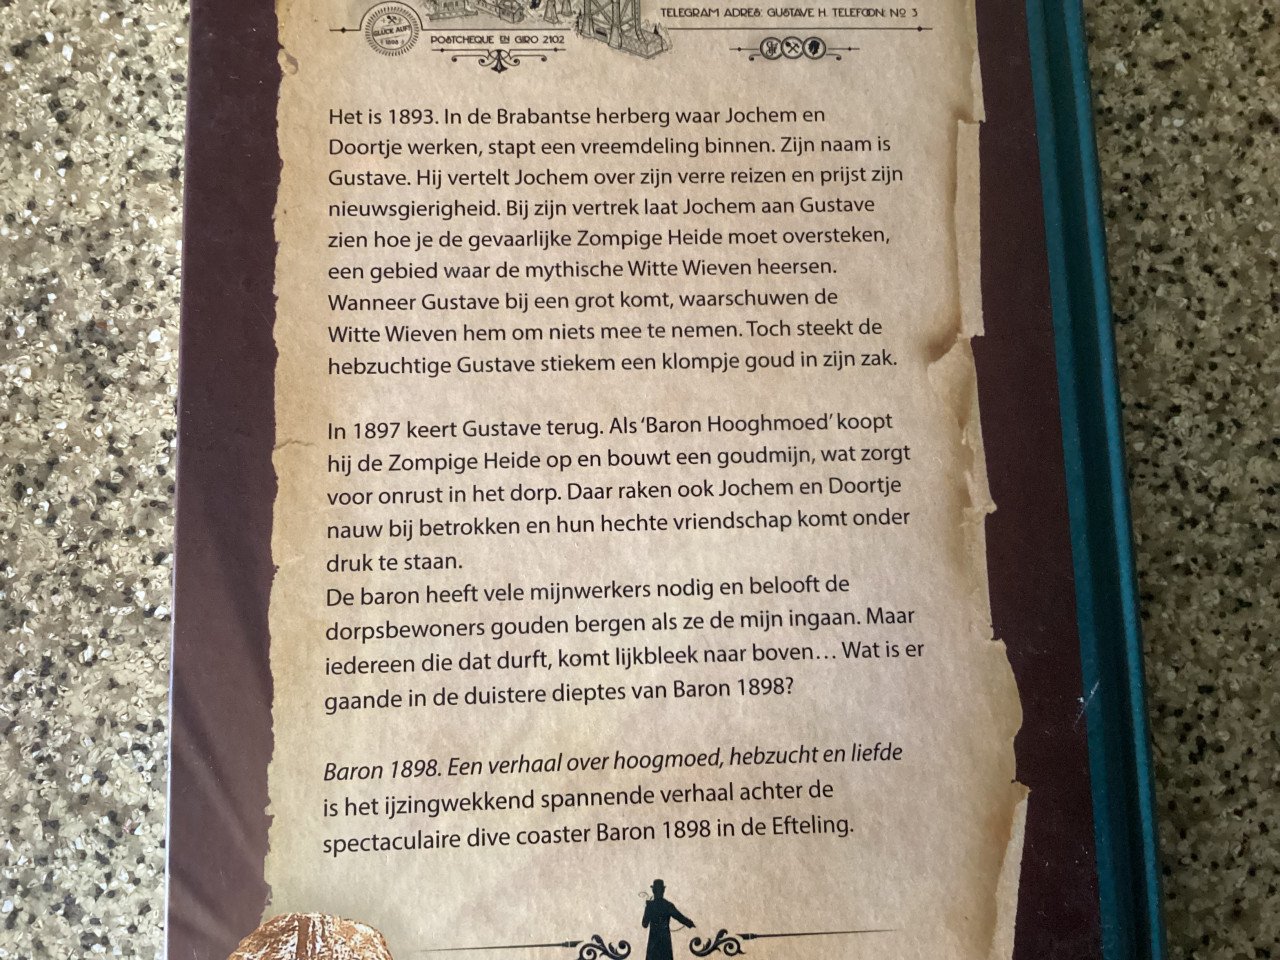 TELEGRAM ADRES: GUSTAVE H. TELEFOON: Nº 3
GLÜCK AUF!
1898
POSTCHEQUE EN GIRO 2102
Het is 1893. In de Brabantse herberg waar Jochem en
Doortje werken, stapt een vreemdeling binnen. Zijn naam is
Gustave. Hij vertelt Jochem over zijn verre reizen en prijst zijn
nieuwsgierigheid. Bij zijn vertrek laat Jochem aan Gustave
zien hoe je de gevaarlijke Zompige Heide moet oversteken,
een gebied waar de mythische Witte Wieven heersen.
Wanneer Gustave bij een grot komt, waarschuwen de
Witte Wieven hem om niets mee te nemen. Toch steekt de
hebzuchtige Gustave stiekem een klompje goud in zijn zak.
In 1897 keert Gustave terug. Als ‘Baron Hooghmoed’ koopt
hij de Zompige Heide op en bouwt een goudmijn, wat zorgt
voor onrust in het dorp. Daar raken ook Jochem en Doortje
nauw bij betrokken en hun hechte vriendschap komt onder
druk te staan.
De baron heeft vele mijnwerkers nodig en belooft de
dorpsbewoners gouden bergen als ze de mijn ingaan. Maar
iedereen die dat durft, komt lijkbleek naar boven… Wat is er
gaande in de duistere dieptes van Baron 1898?
Baron 1898. Een verhaal over hoogmoed, hebzucht en liefde
is het ijzingwekkend spannende verhaal achter de
spectaculaire dive coaster Baron 1898 in de Efteling.